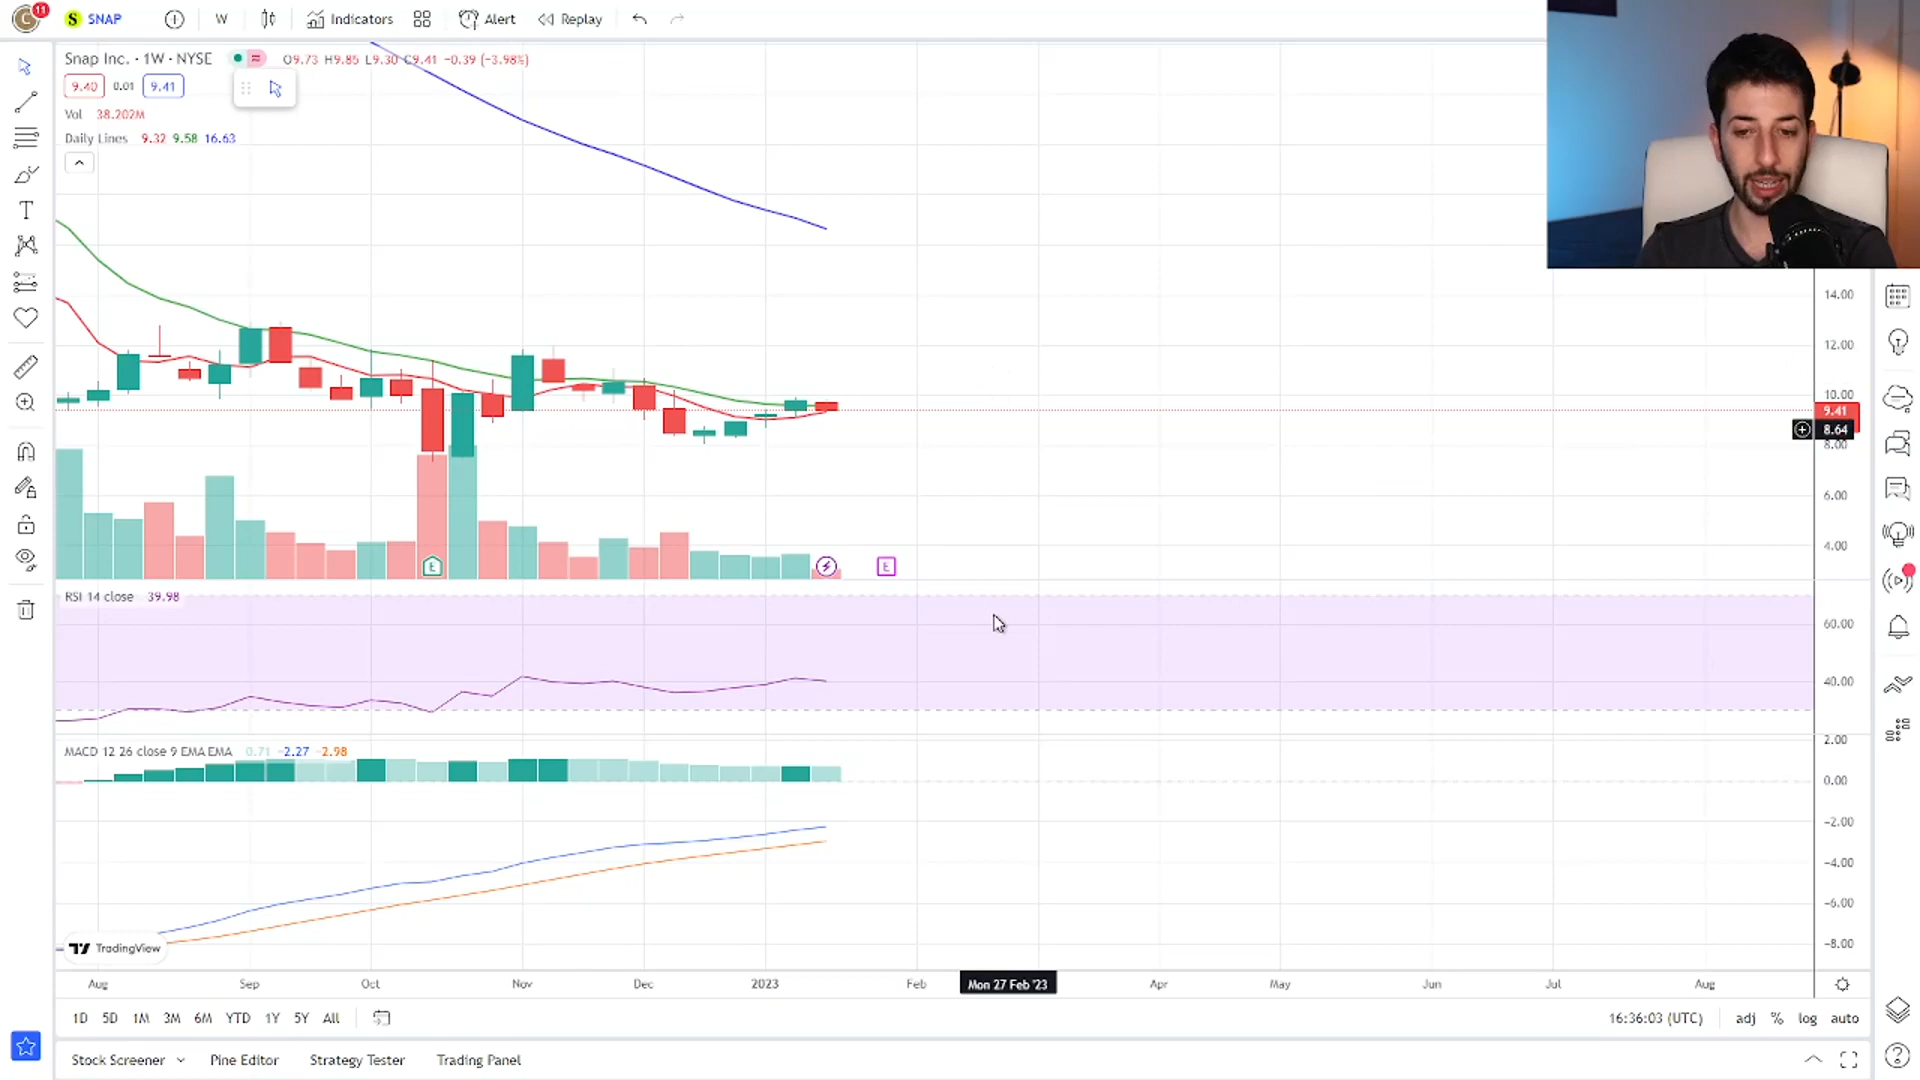 C 11 S SNAP W Indicators Alert Replay
Snap Inc. · 1W · NYSE ≈ O9.73 H9.85 L9.30 C9.41 −0.39 (−3.98%)
9.40 0.01 9.41
Vol 38.202M
Daily Lines 9.32 9.58 16.63
14.00
12.00
10.00
9.41
8.64
8.00
6.00
4.00
E E
RSI 14 close 39.98
60.00
40.00
MACD 12 26 close 9 EMA EMA 0.71 −2.27 −2.98
2.00
0.00
−2.00
−4.00
−6.00
−8.00
TradingView
Aug Sep Oct Nov Dec 2023 Feb Mon 27 Feb '23 Apr May Jun Jul Aug
1D 5D 1M 3M 6M YTD 1Y 5Y All 16:36:03 (UTC) adj % log auto
Stock Screener Pine Editor Strategy Tester Trading Panel